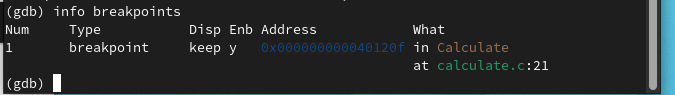 (gdb) info breakpoints
Num     Type           Disp Enb Address            What
1       breakpoint     keep y   0x000000000040120f in Calculate
                                                   at calculate.c:21
(gdb)